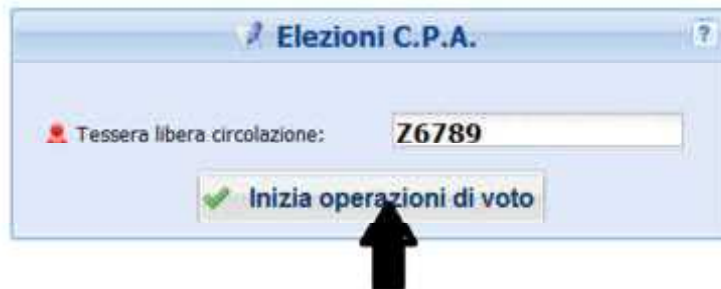 Elezioni C.P.A.
?
Tessera libera circolazione: Z6789
Inizia operazioni di voto